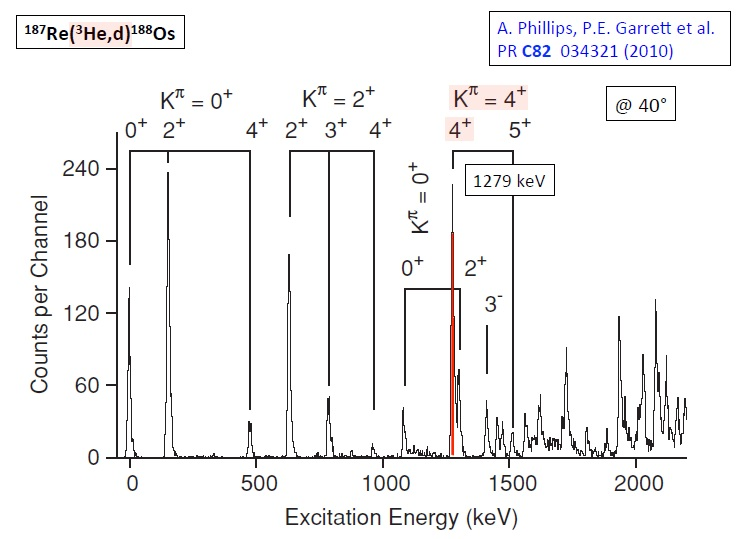 ¹⁸⁷Re(³He,d)¹⁸⁸Os
A. Phillips, P.E. Garrett et al.
PR C82 034321 (2010)
Kπ = 0+
Kπ = 2+
Kπ = 4+
@ 40°
0+ 2+ 4+ 2+ 3+ 4+ 4+ 5+
1279 keV
Kπ = 0+
0+ 2+
3-
Counts per Channel
240
180
120
60
0
0 500 1000 1500 2000
Excitation Energy (keV)